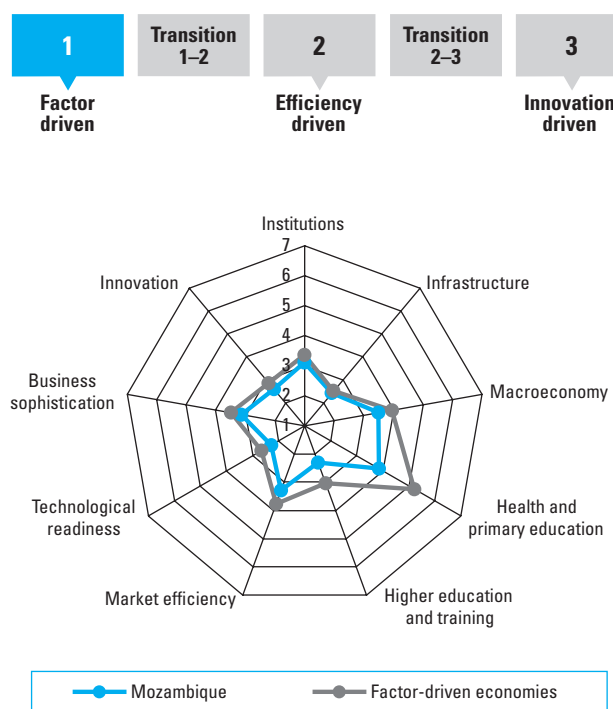 1
Transition
1–2
2
Transition
2–3
3
Factor
driven
Efficiency
driven
Innovation
driven
Institutions
7
6
5
4
3
2
1
Innovation
Infrastructure
Business
sophistication
Macroeconomy
Technological
readiness
Health and
primary education
Market efficiency
Higher education
and training
Mozambique
Factor-driven economies